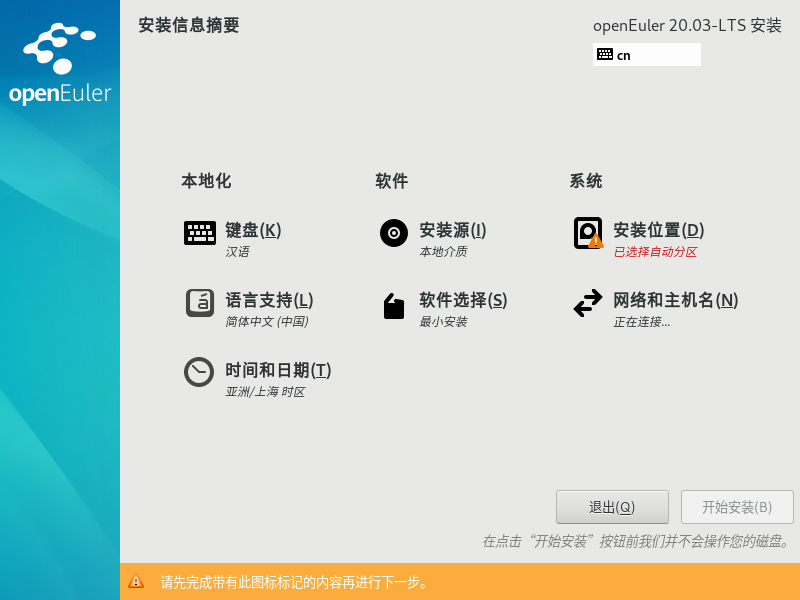 openEuler
安装信息摘要
openEuler 20.03-LTS 安装
cn
本地化
软件
系统
键盘(K)
汉语
安装源(I)
本地介质
安装位置(D)
已选择自动分区
语言支持(L)
简体中文 (中国)
软件选择(S)
最小安装
网络和主机名(N)
正在连接...
时间和日期(T)
亚洲/上海 时区
退出(Q)
开始安装(B)
在点击“开始安装”按钮前我们并不会操作您的磁盘。
请先完成带有此图标标记的内容再进行下一步。